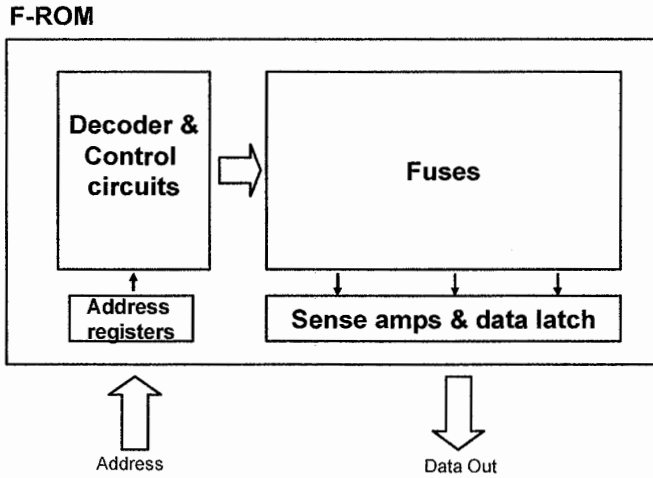 F-ROM
Decoder &
Control
circuits
Fuses
Address
registers
Sense amps & data latch
Address
Data Out